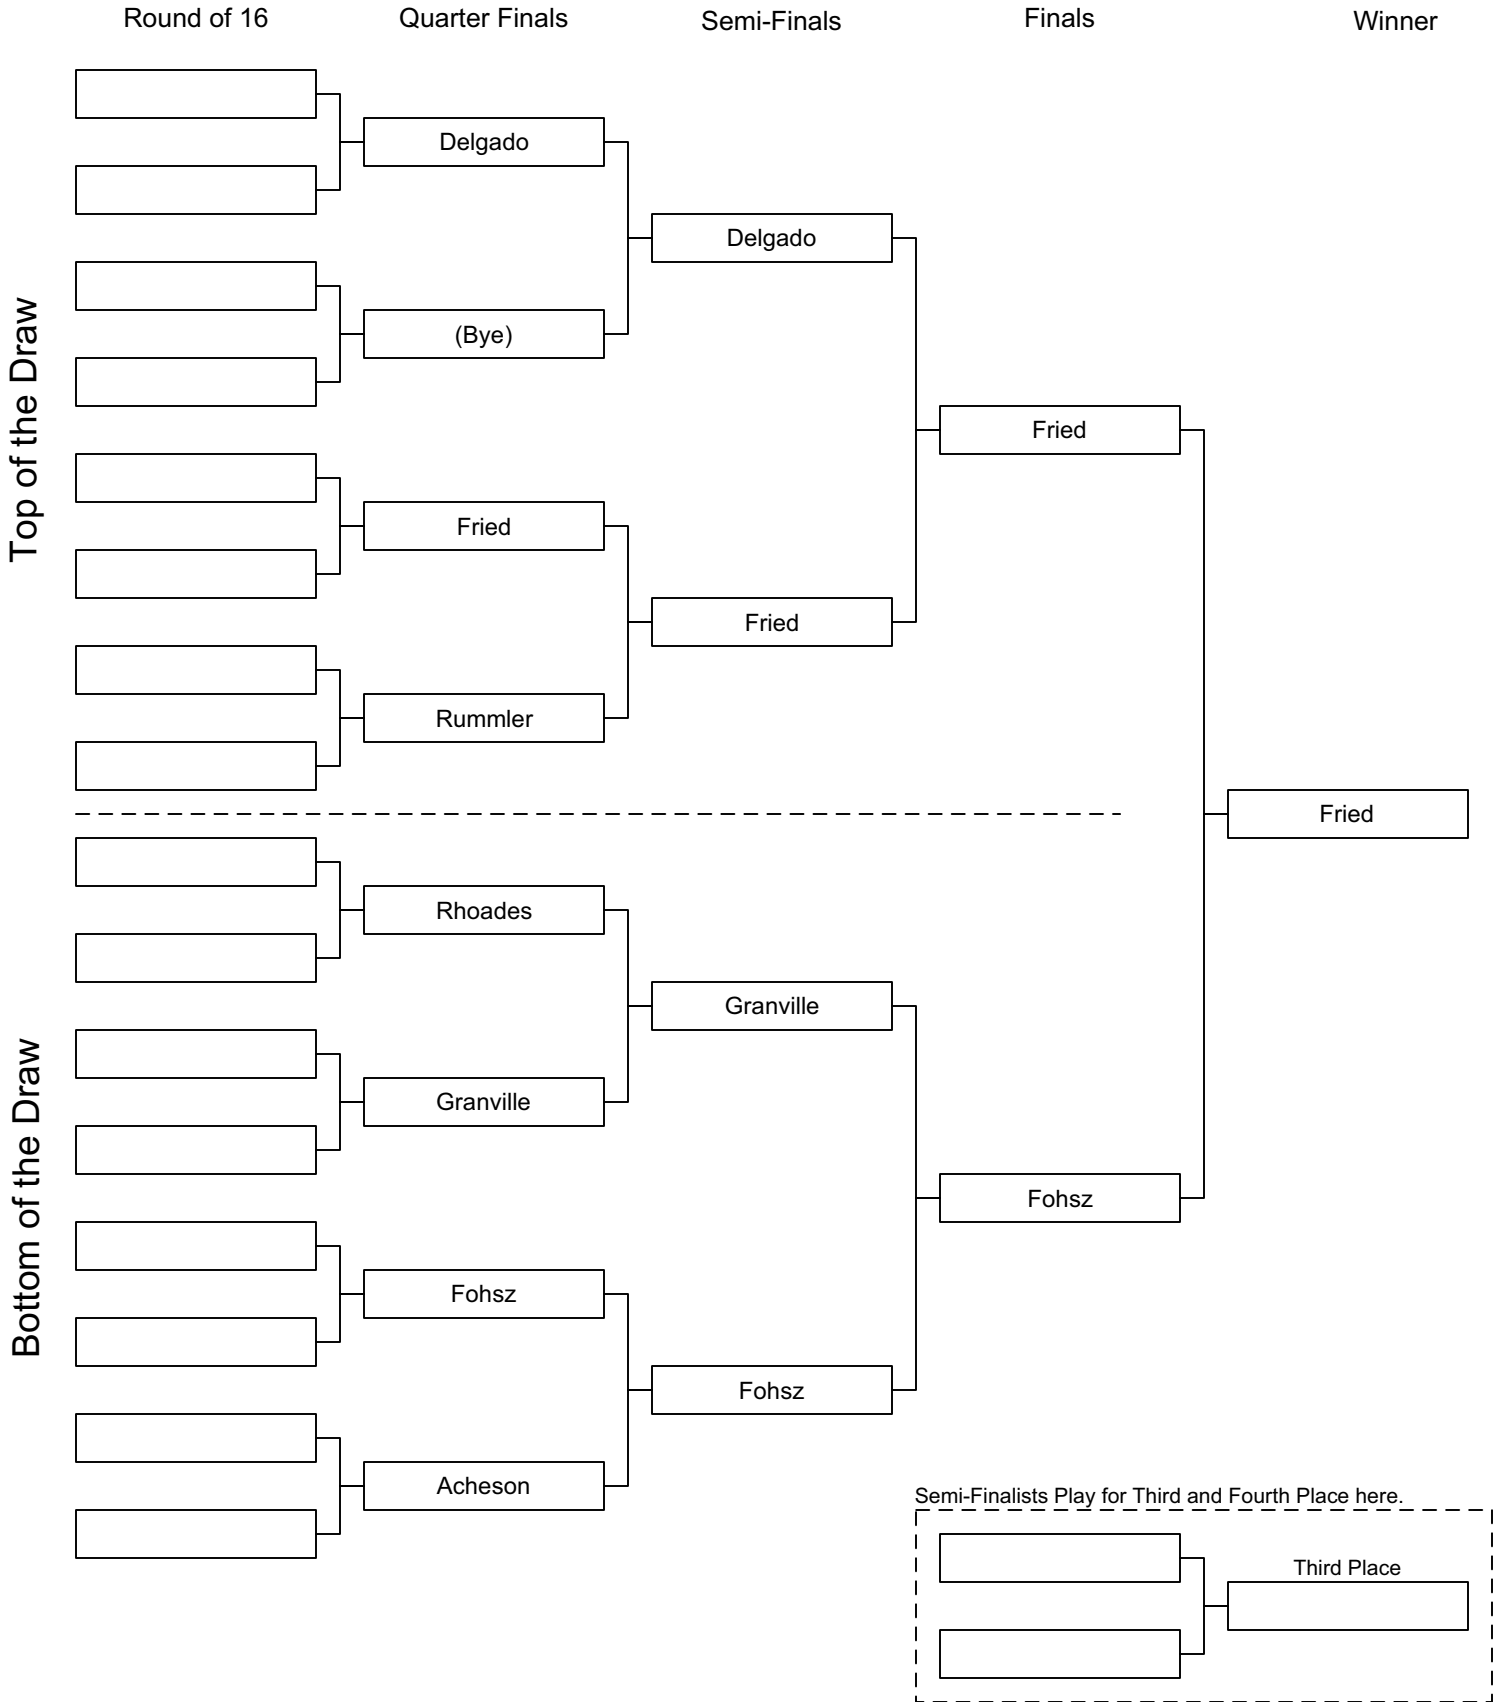 Round of 16
Quarter Finals
Semi-Finals
Finals
Winner
Top of the Draw
Delgado
(Bye)
Fried
Rummler
Delgado
Fried
Fried
Fried
Bottom of the Draw
Rhoades
Granville
Fohsz
Acheson
Granville
Fohsz
Fohsz
Semi-Finalists Play for Third and Fourth Place here.
Third Place